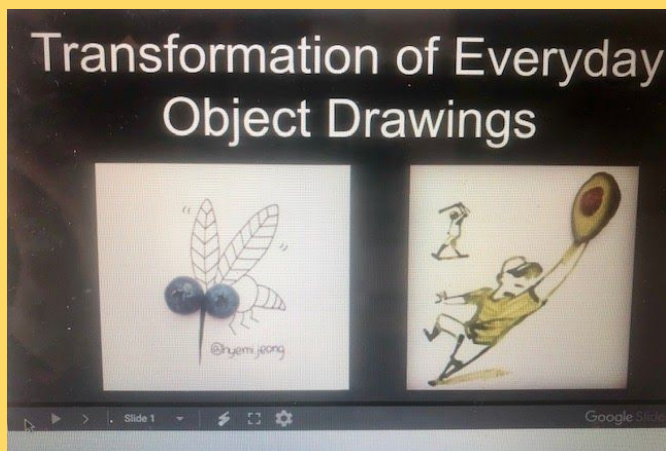 Transformation of Everyday
Object Drawings
@hyemi.jeong
Slide 1
Google Slides